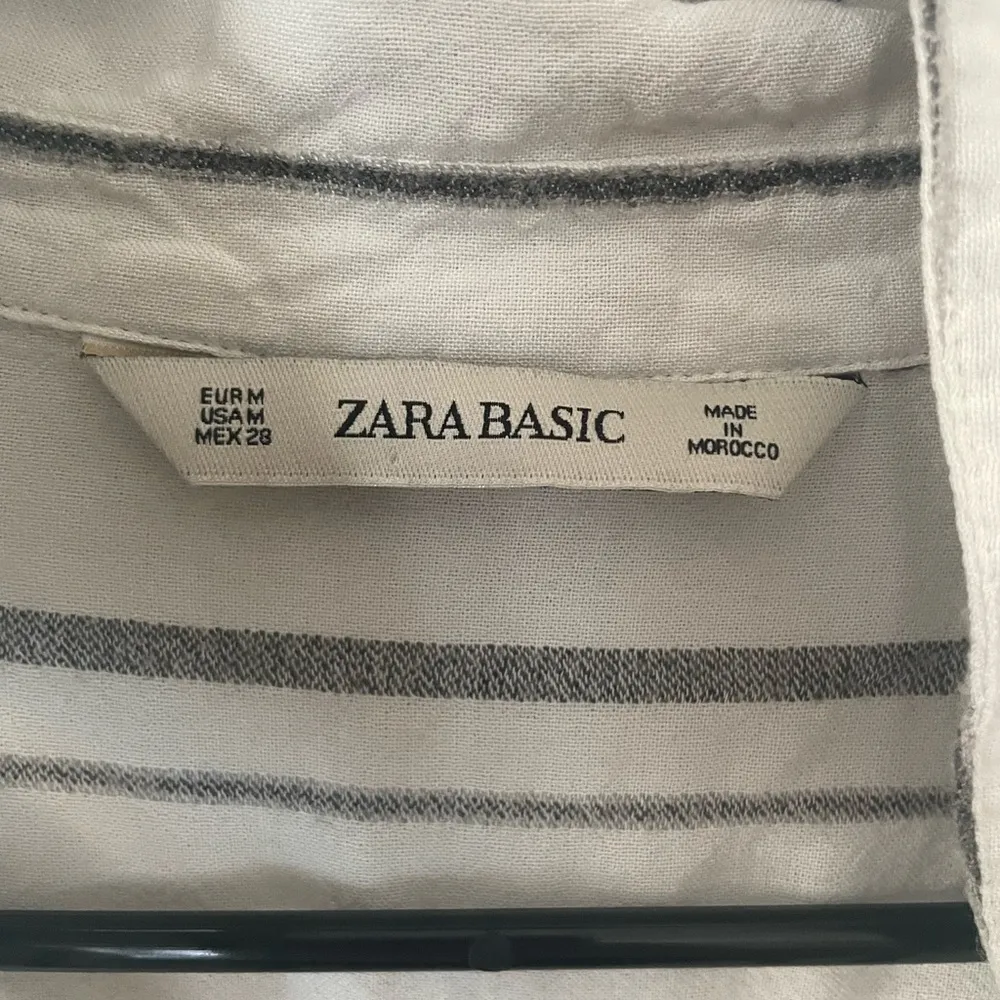 EUR M
USA M
MEX 28
ZARA BASIC
MADE
IN
MOROCCO